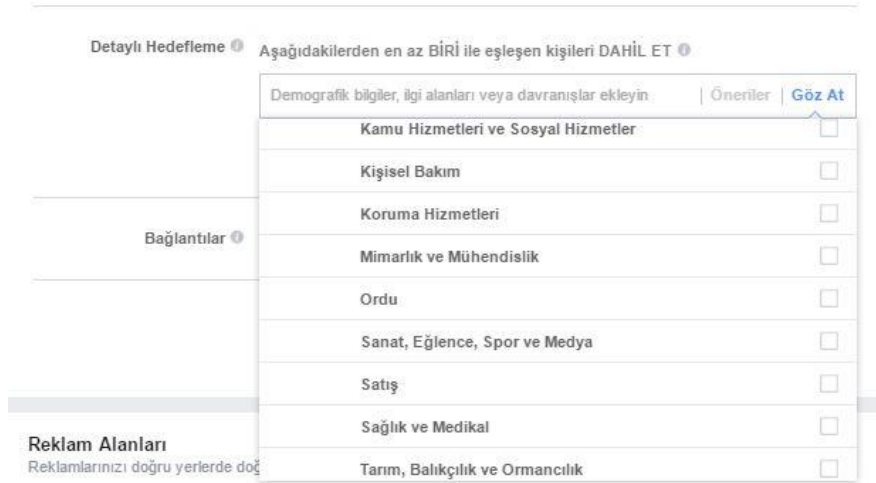 Detaylı Hedefleme
Aşağıdakilerden en az BİRİ ile eşleşen kişileri DAHİL ET
Demografik bilgiler, ilgi alanları veya davranışlar ekleyin | Öneriler | Göz At
Kamu Hizmetleri ve Sosyal Hizmetler
Kişisel Bakım
Koruma Hizmetleri
Bağlantılar
Mimarlık ve Mühendislik
Ordu
Sanat, Eğlence, Spor ve Medya
Satış
Sağlık ve Medikal
Tarım, Balıkçılık ve Ormancılık
Reklam Alanları
Reklamlarınızı doğru yerlerde doğ